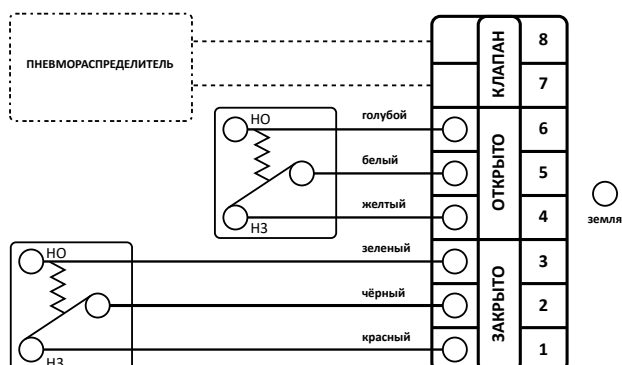 ПНЕВМОРАСПРЕДЕЛИТЕЛЬ
КЛАПАН
8
7
НО
НЗ
голубой
белый
желтый
ОТКРЫТО
6
5
4
земля
НО
НЗ
зеленый
чёрный
красный
ЗАКРЫТО
3
2
1